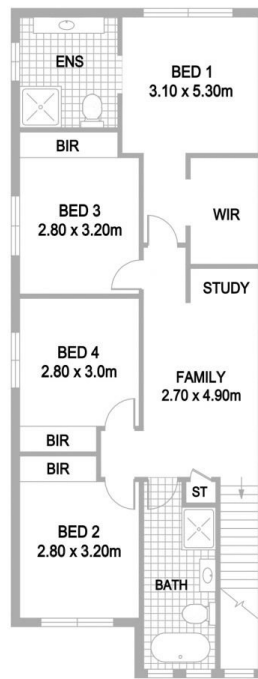 ENS
BED 1
3.10 x 5.30m
BIR
BED 3
2.80 x 3.20m
WIR
STUDY
BED 4
2.80 x 3.0m
FAMILY
2.70 x 4.90m
BIR
BIR
ST
BED 2
2.80 x 3.20m
BATH